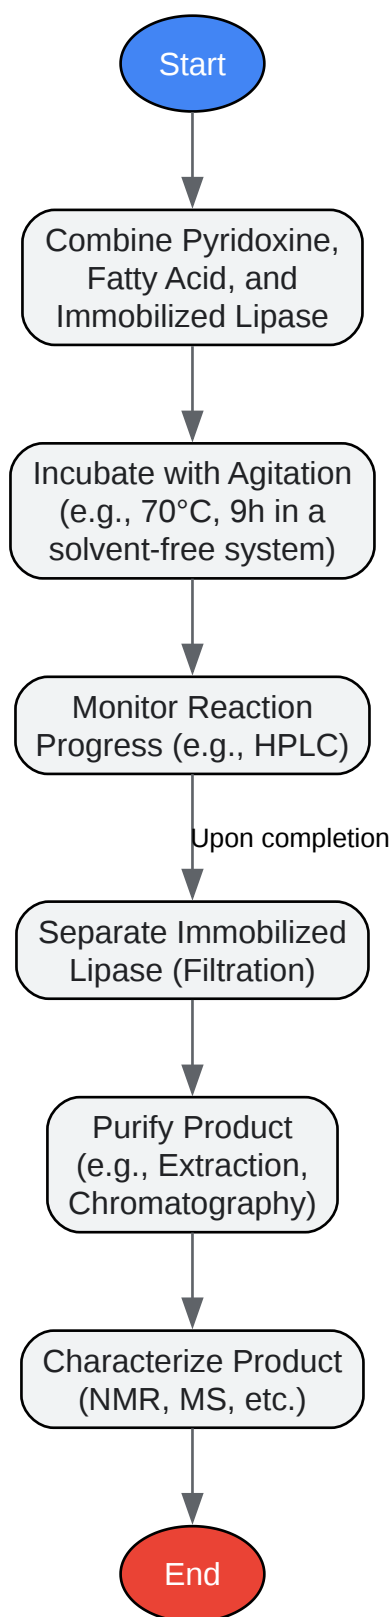 Start
Combine Pyridoxine,
Fatty Acid, and
Immobilized Lipase
Incubate with Agitation
(e.g., 70°C, 9h in a
solvent-free system)
Monitor Reaction
Progress (e.g., HPLC)
Upon completion
Separate Immobilized
Lipase (Filtration)
Purify Product
(e.g., Extraction,
Chromatography)
Characterize Product
(NMR, MS, etc.)
End